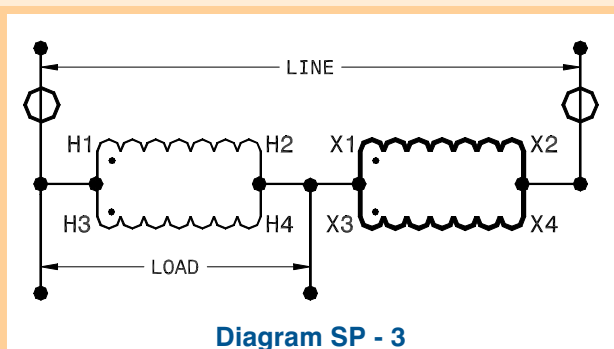 LINE
H1 H2 X1 X2
H3 H4 X3 X4
LOAD
Diagram SP - 3